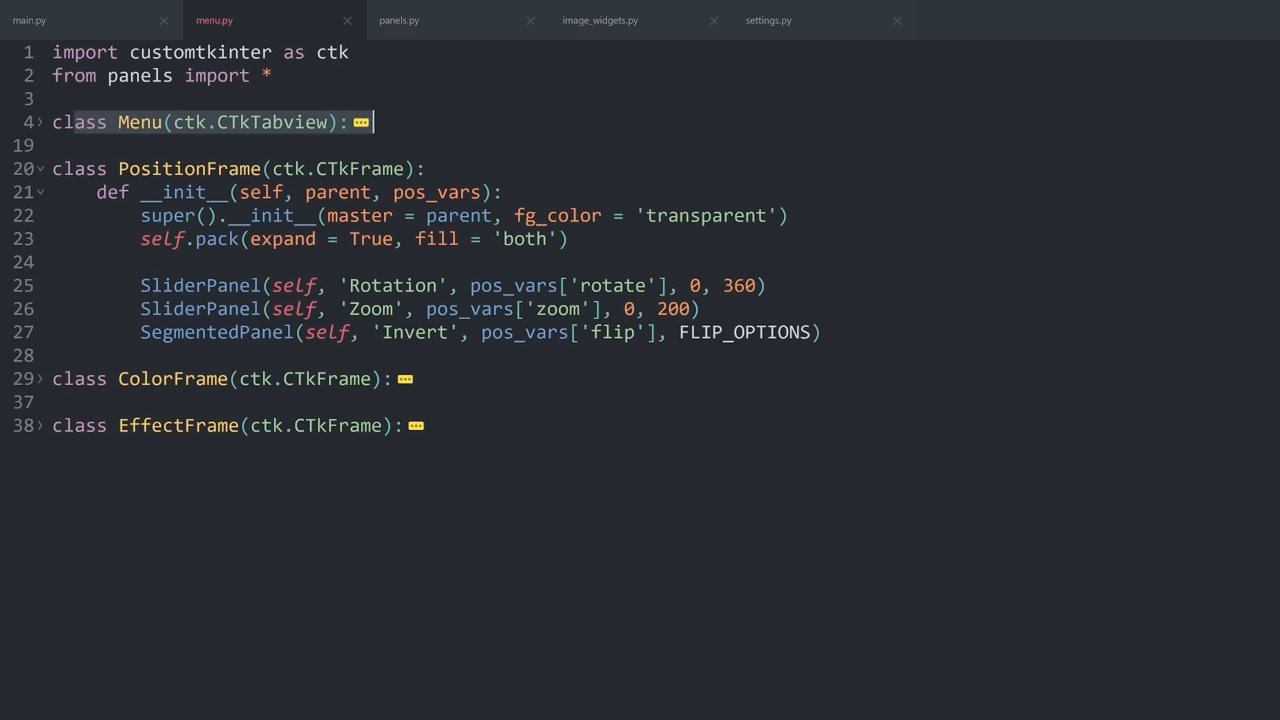 main.py
menu.py
panels.py
image_widgets.py
settings.py
1 import customtkinter as ctk
2 from panels import *
3
4 class Menu(ctk.CTkTabview):
19
20 class PositionFrame(ctk.CTkFrame):
21 def __init__(self, parent, pos_vars):
22 super().__init__(master = parent, fg_color = 'transparent')
23 self.pack(expand = True, fill = 'both')
24
25 SliderPanel(self, 'Rotation', pos_vars['rotate'], 0, 360)
26 SliderPanel(self, 'Zoom', pos_vars['zoom'], 0, 200)
27 SegmentedPanel(self, 'Invert', pos_vars['flip'], FLIP_OPTIONS)
28
29 class ColorFrame(ctk.CTkFrame):
37
38 class EffectFrame(ctk.CTkFrame):